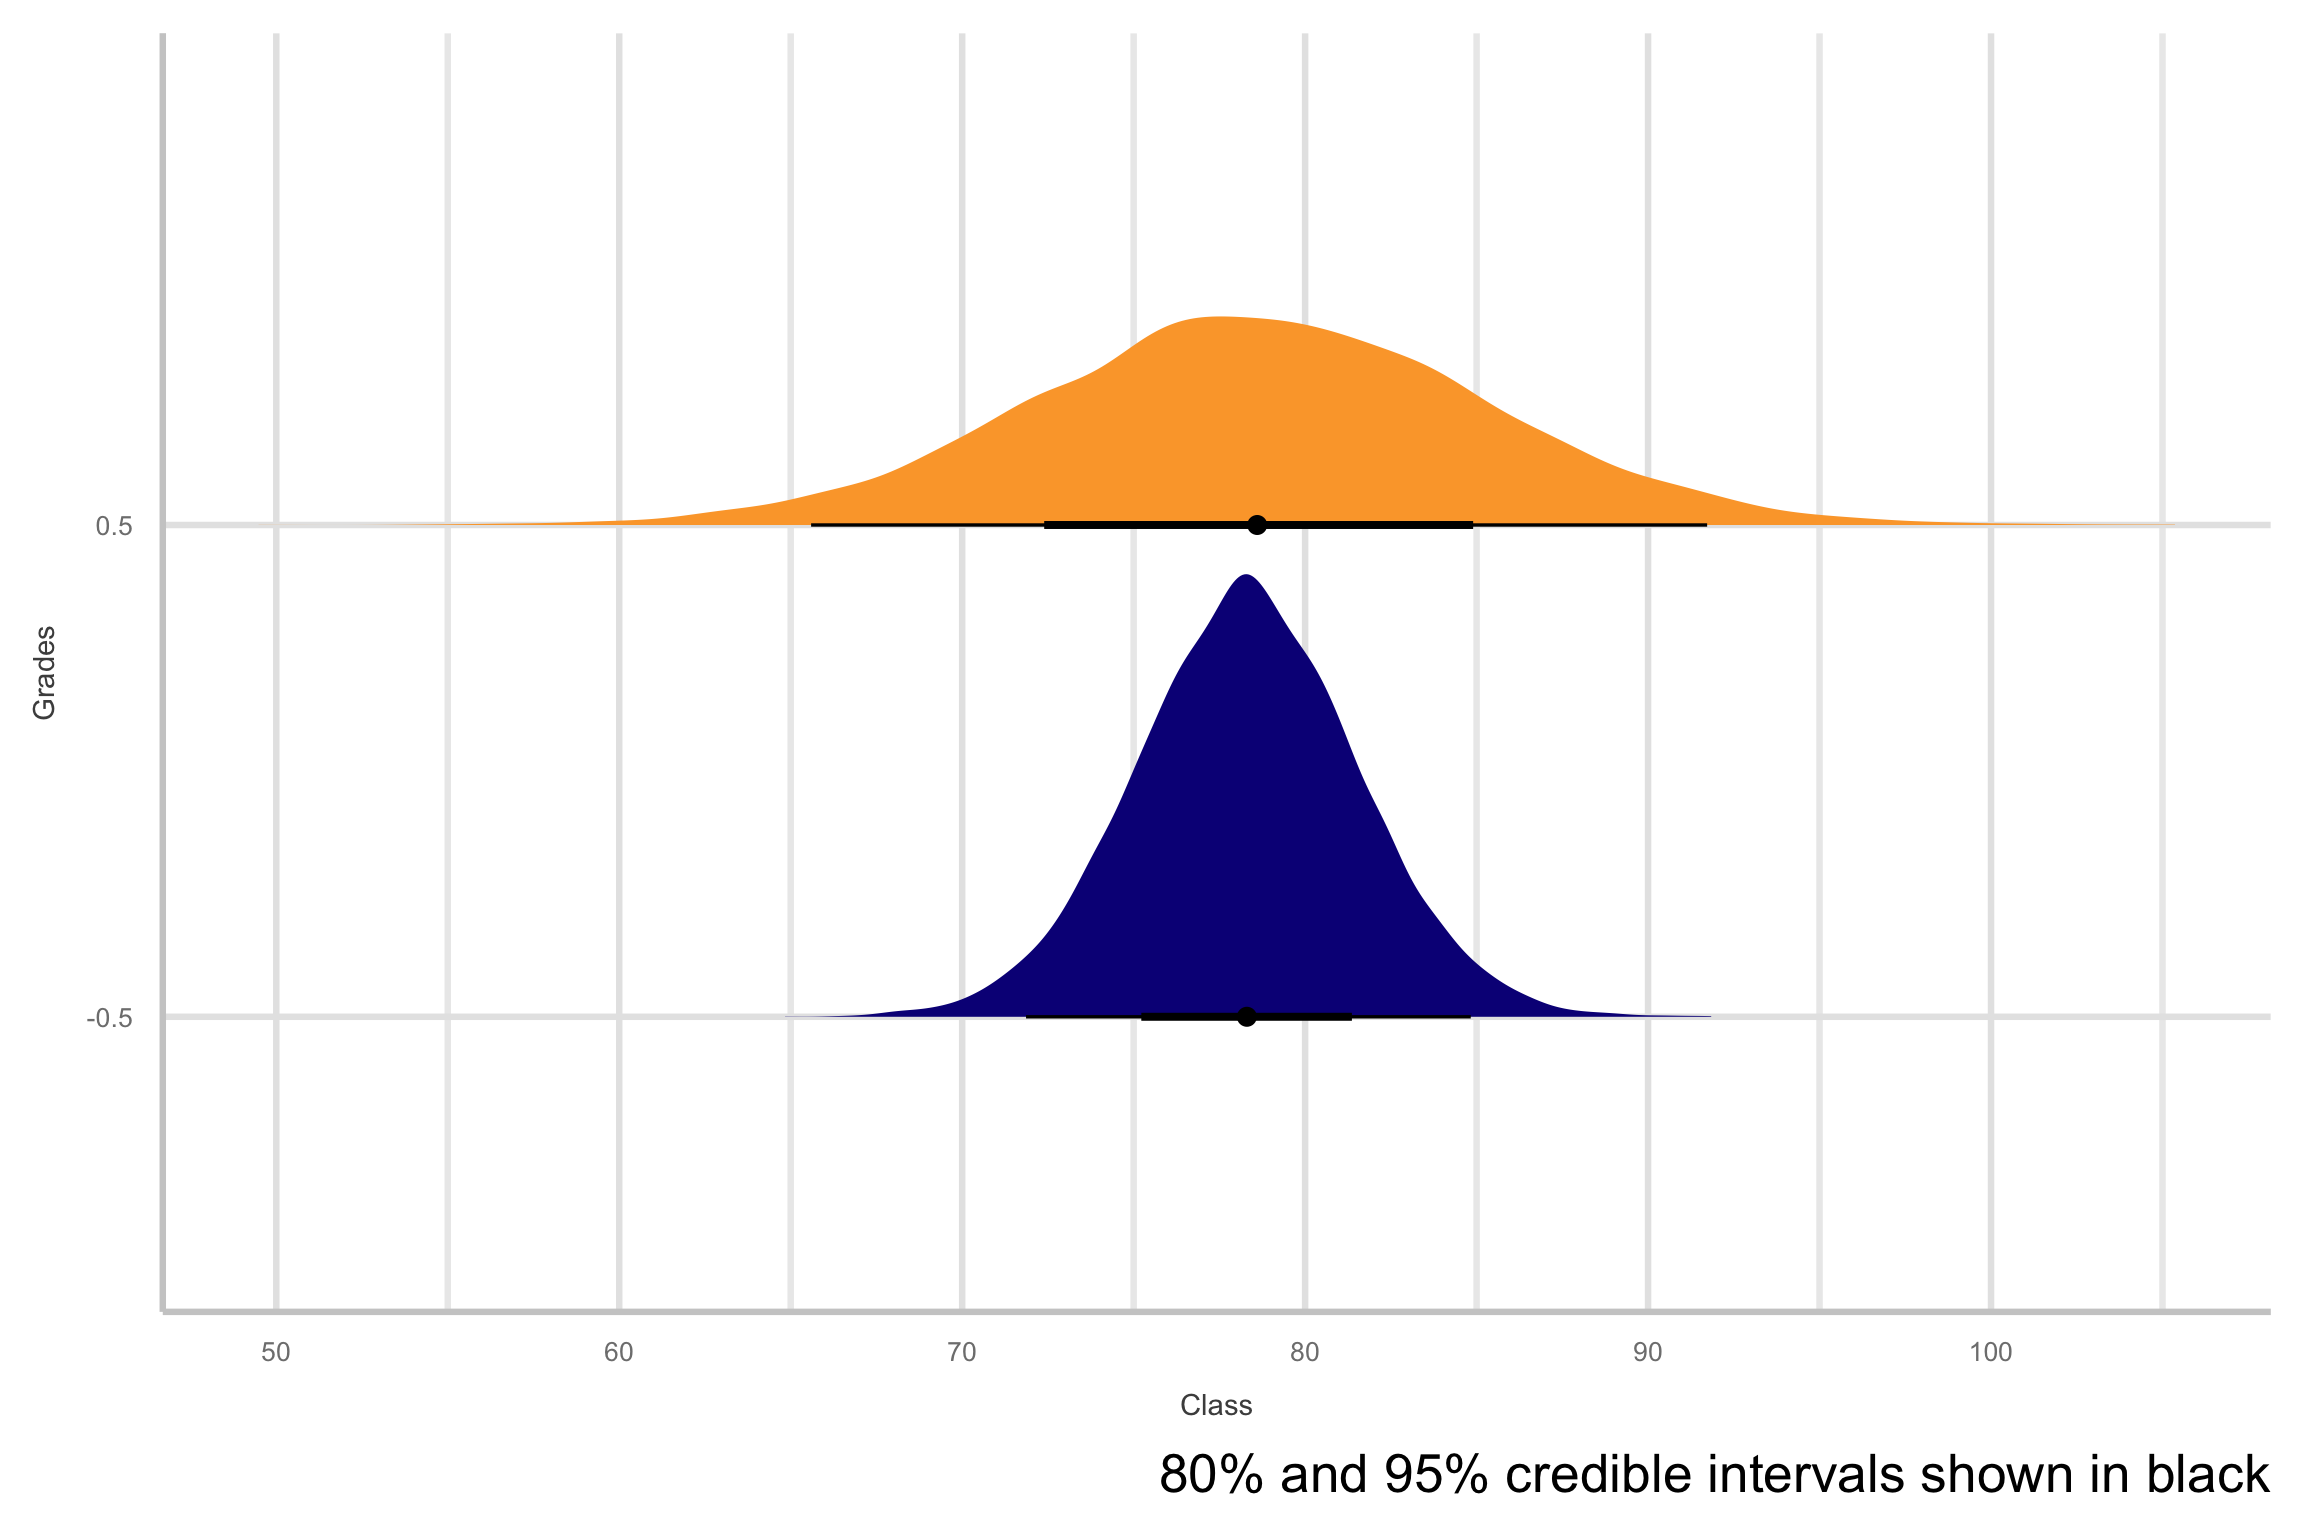 0.5
Grades
-0.5
50 60 70 80 90 100
Class
80% and 95% credible intervals shown in black